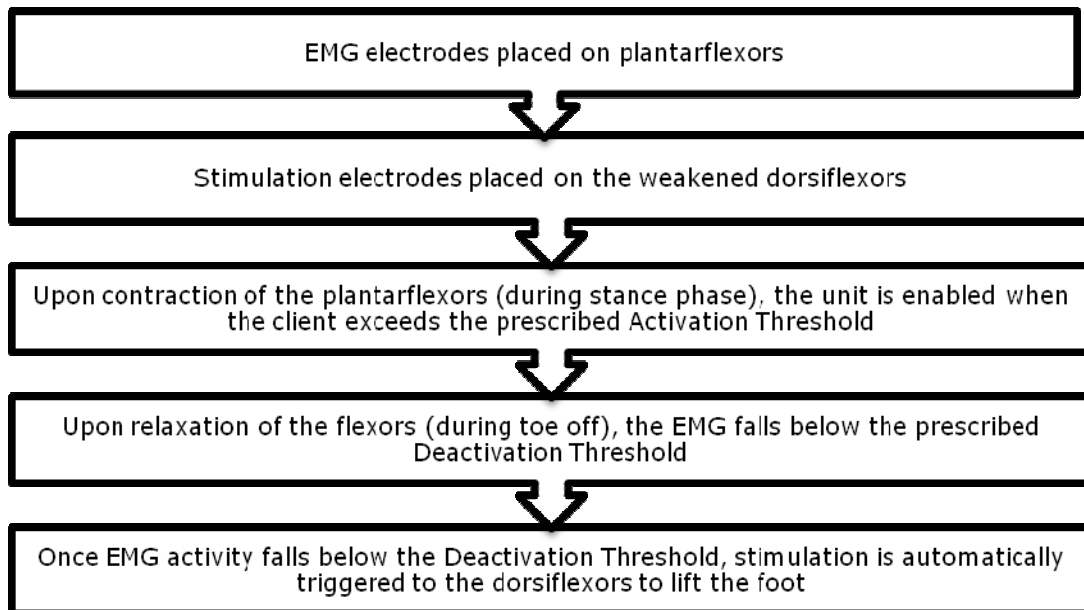 EMG electrodes placed on plantarflexors
Stimulation electrodes placed on the weakened dorsiflexors
Upon contraction of the plantarflexors (during stance phase), the unit is enabled when
the client exceeds the prescribed Activation Threshold
Upon relaxation of the flexors (during toe off), the EMG falls below the prescribed
Deactivation Threshold
Once EMG activity falls below the Deactivation Threshold, stimulation is automatically
triggered to the dorsiflexors to lift the foot